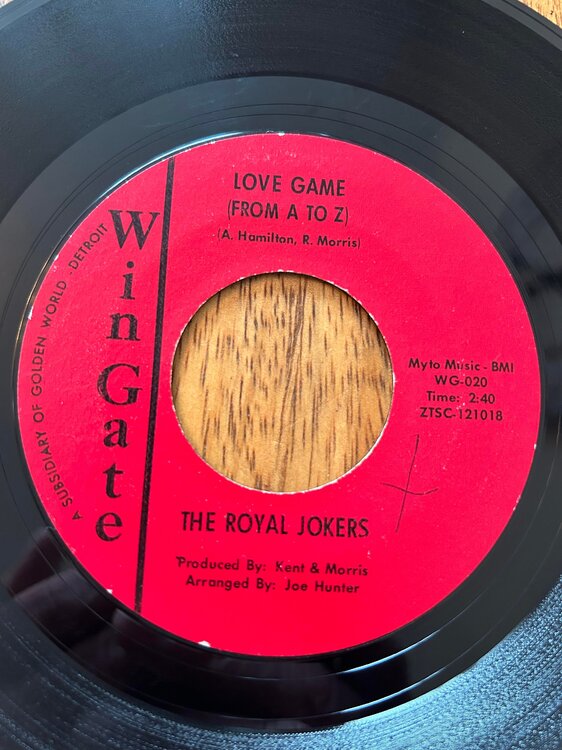 LOVE GAME
(FROM A TO Z)
(A. Hamilton, R. Morris)
WinGate
A SUBSIDIARY OF GOLDEN WORLD - DETROIT
Myto Music - BMI
WG-020
Time: 2:40
ZTSC-121018
THE ROYAL JOKERS
Produced By: Kent & Morris
Arranged By: Joe Hunter